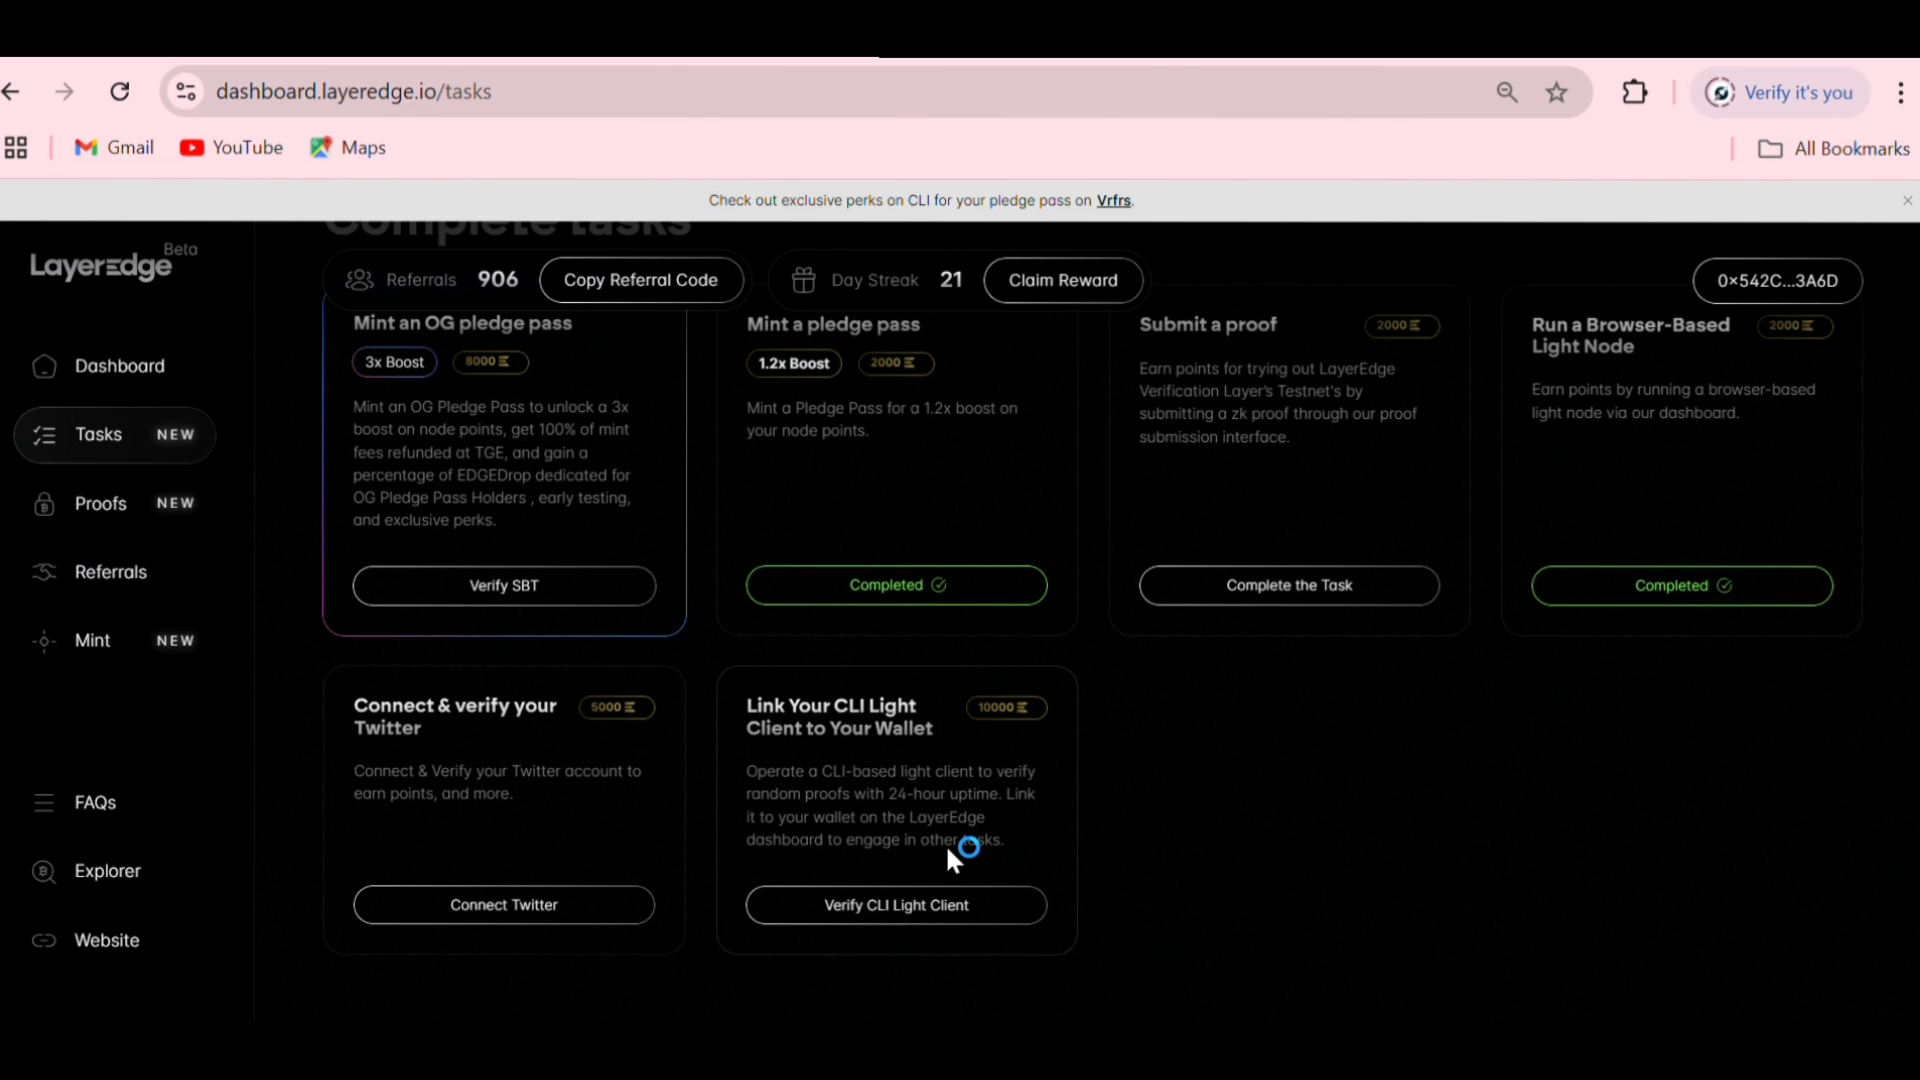 dashboard.layeredge.io/tasks
Verify it's you
Gmail
YouTube
Maps
All Bookmarks
Check out exclusive perks on CLI for your pledge pass on Vrfrs.
Complete tasks
LayerEdge
Beta
Referrals 906
Copy Referral Code
Day Streak 21
Claim Reward
0×542C...3A6D
Dashboard
Tasks NEW
Proofs NEW
Referrals
Mint NEW
FAQs
Explorer
Website
Mint an OG pledge pass
3x Boost
8000
Mint an OG Pledge Pass to unlock a 3x
boost on node points, get 100% of mint
fees refunded at TGE, and gain a
percentage of EDGEDrop dedicated for
OG Pledge Pass Holders , early testing,
and exclusive perks.
Verify SBT
Mint a pledge pass
1.2x Boost
2000
Mint a Pledge Pass for a 1.2x boost on
your node points.
Completed
Submit a proof
2000
Earn points for trying out LayerEdge
Verification Layer's Testnet's by
submitting a zk proof through our proof
submission interface.
Complete the Task
Run a Browser-Based
Light Node
2000
Earn points by running a browser-based
light node via our dashboard.
Completed
Connect & verify your
Twitter
5000
Connect & Verify your Twitter account to
earn points, and more.
Connect Twitter
Link Your CLI Light
Client to Your Wallet
10000
Operate a CLI-based light client to verify
random proofs with 24-hour uptime. Link
it to your wallet on the LayerEdge
dashboard to engage in other tasks.
Verify CLI Light Client